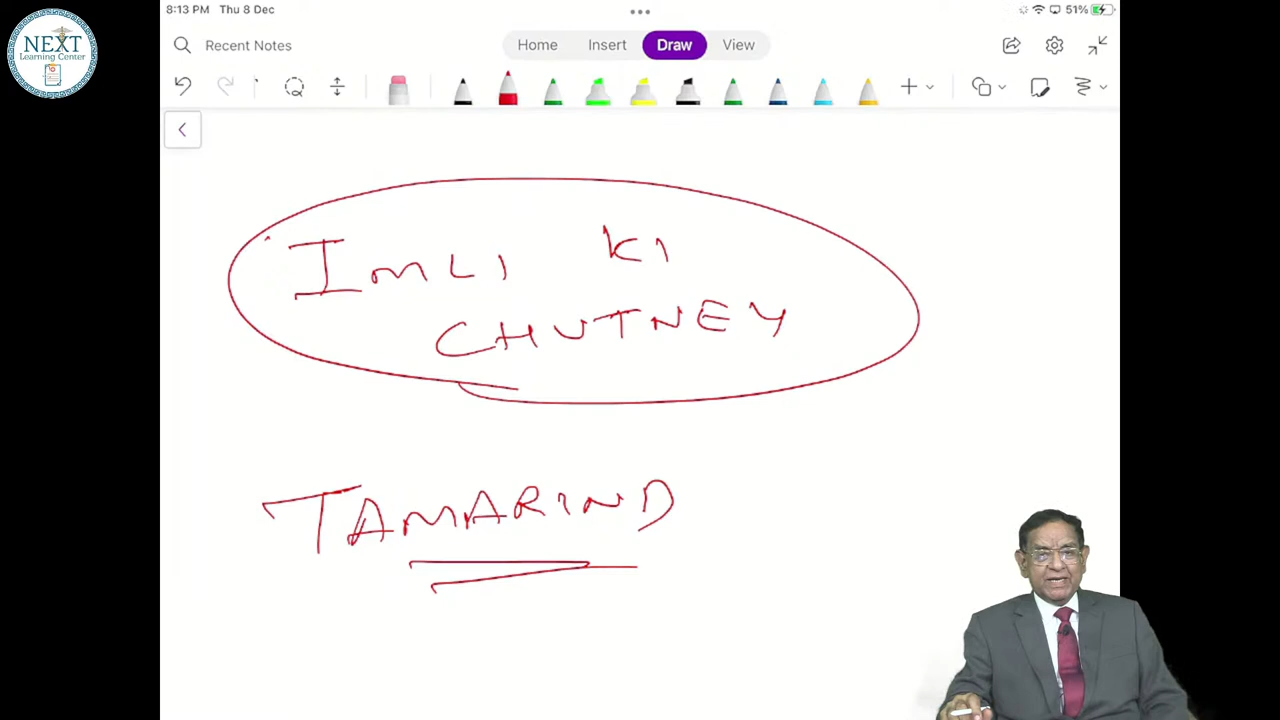 8:13 PM Thu 8 Dec
51%
NEXT
Learning Center
Recent Notes
Home Insert Draw View
ImLI KI
CHUTNEY
TAMARIND